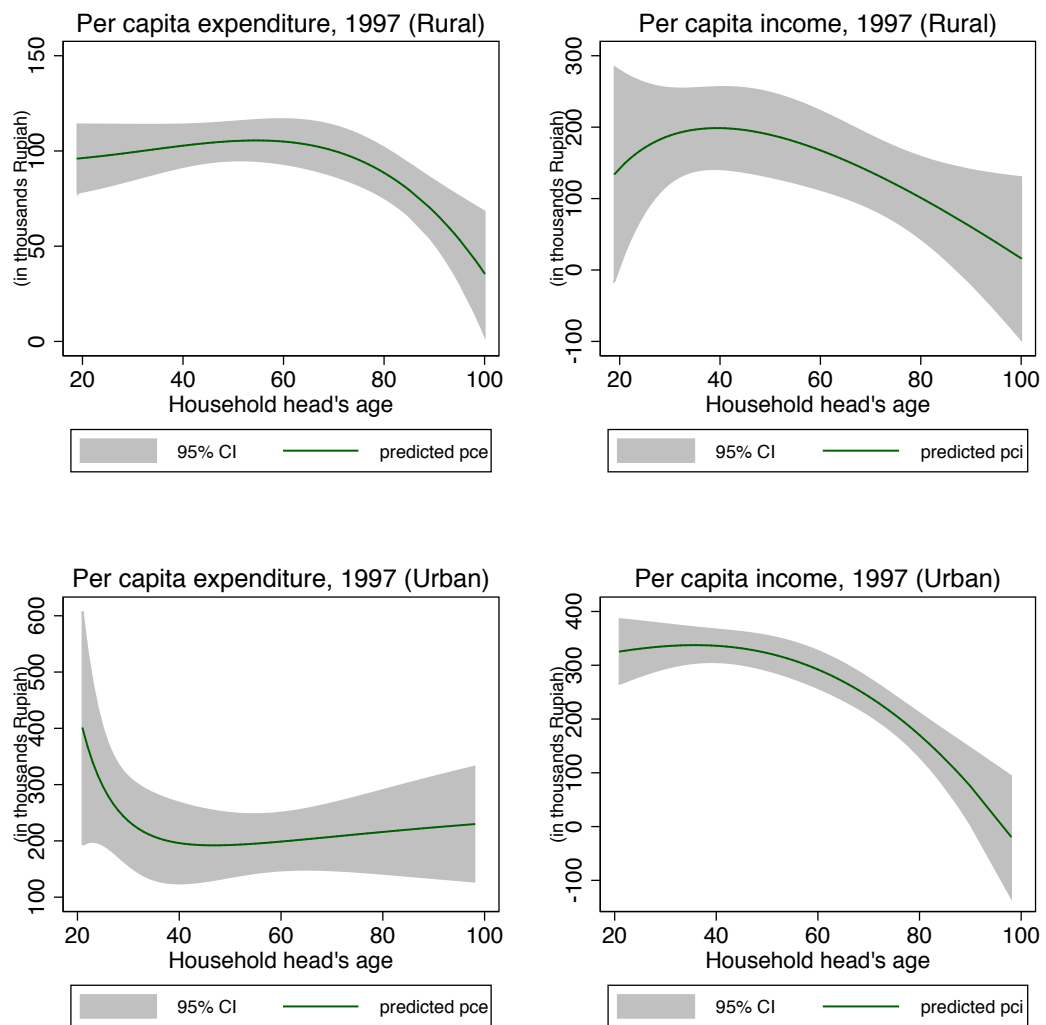 Per capita expenditure, 1997 (Rural)
(in thousands Rupiah)
150
100
50
0
20 40 60 80 100
Household head's age
95% CI predicted pce
Per capita income, 1997 (Rural)
(in thousands Rupiah)
300
200
100
0
-100
20 40 60 80 100
Household head's age
95% CI predicted pci
Per capita expenditure, 1997 (Urban)
(in thousands Rupiah)
600
500
400
300
200
100
20 40 60 80 100
Household head's age
95% CI predicted pce
Per capita income, 1997 (Urban)
(in thousands Rupiah)
400
300
200
100
0
-100
20 40 60 80 100
Household head's age
95% CI predicted pci